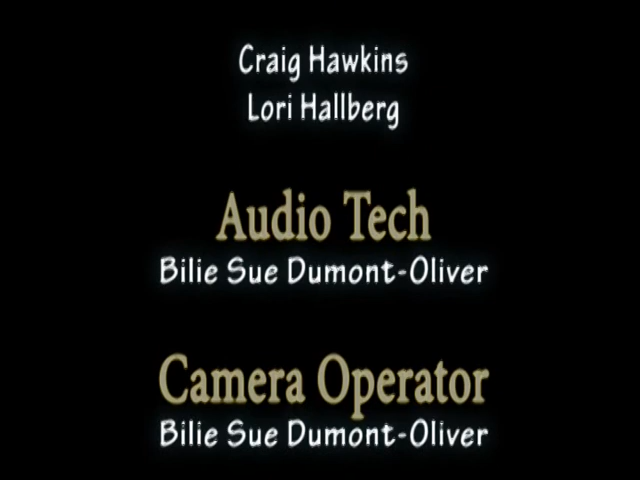 Craig Hawkins
Lori Hallberg
Audio Tech
Bilie Sue Dumont-Oliver
Camera Operator
Bilie Sue Dumont-Oliver